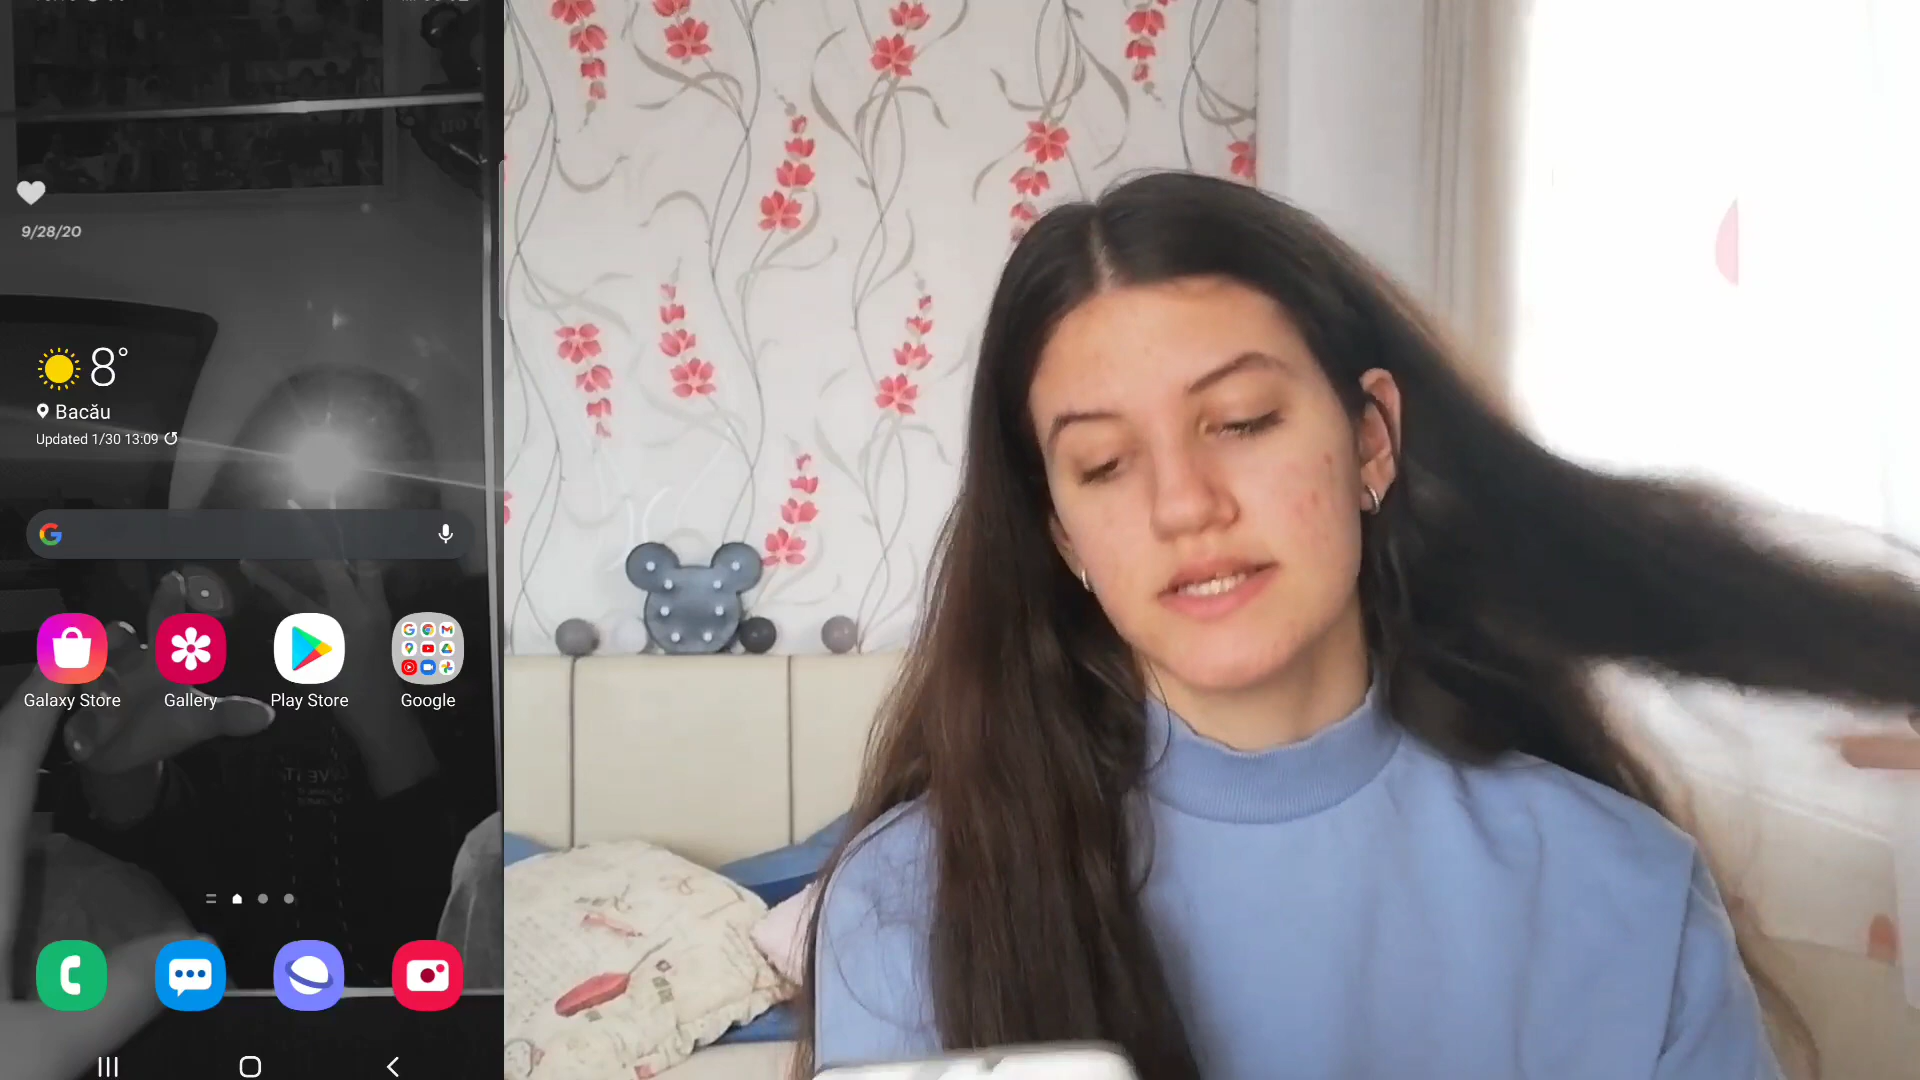 9/28/20
8°
Bacău
Updated 1/30 13:09
Galaxy Store
Gallery
Play Store
Google